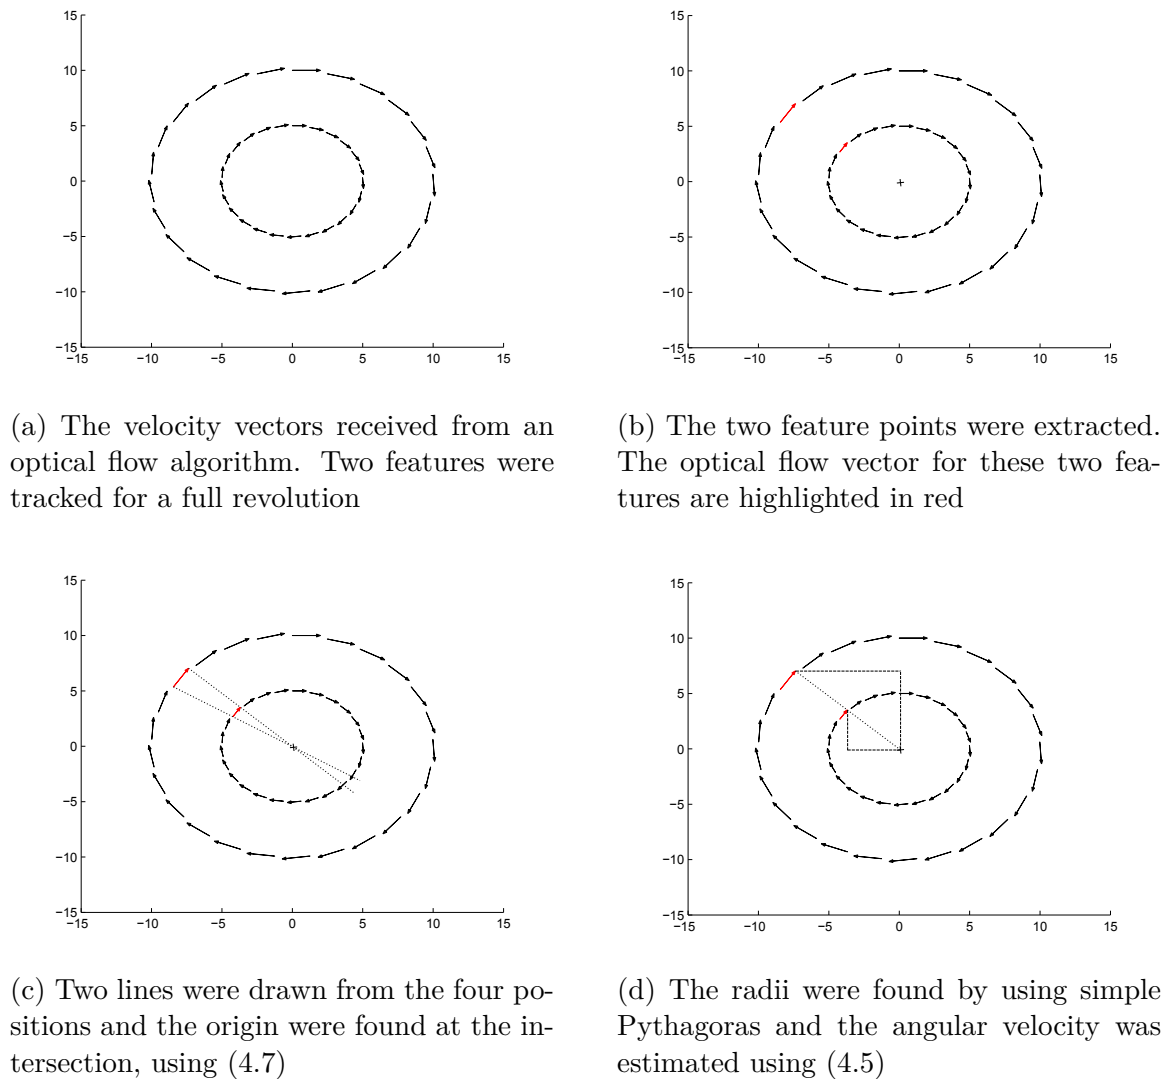 15
10
5
0
−5
−10
−15
−15 −10 −5 0 5 10 15
(a) The velocity vectors received from an
optical flow algorithm. Two features were
tracked for a full revolution
15
10
5
0
−5
−10
−15
−15 −10 −5 0 5 10 15
(b) The two feature points were extracted.
The optical flow vector for these two fea-
tures are highlighted in red
15
10
5
0
−5
−10
−15
−15 −10 −5 0 5 10 15
(c) Two lines were drawn from the four po-
sitions and the origin were found at the in-
tersection, using (4.7)
15
10
5
0
−5
−10
−15
−15 −10 −5 0 5 10 15
(d) The radii were found by using simple
Pythagoras and the angular velocity was
estimated using (4.5)